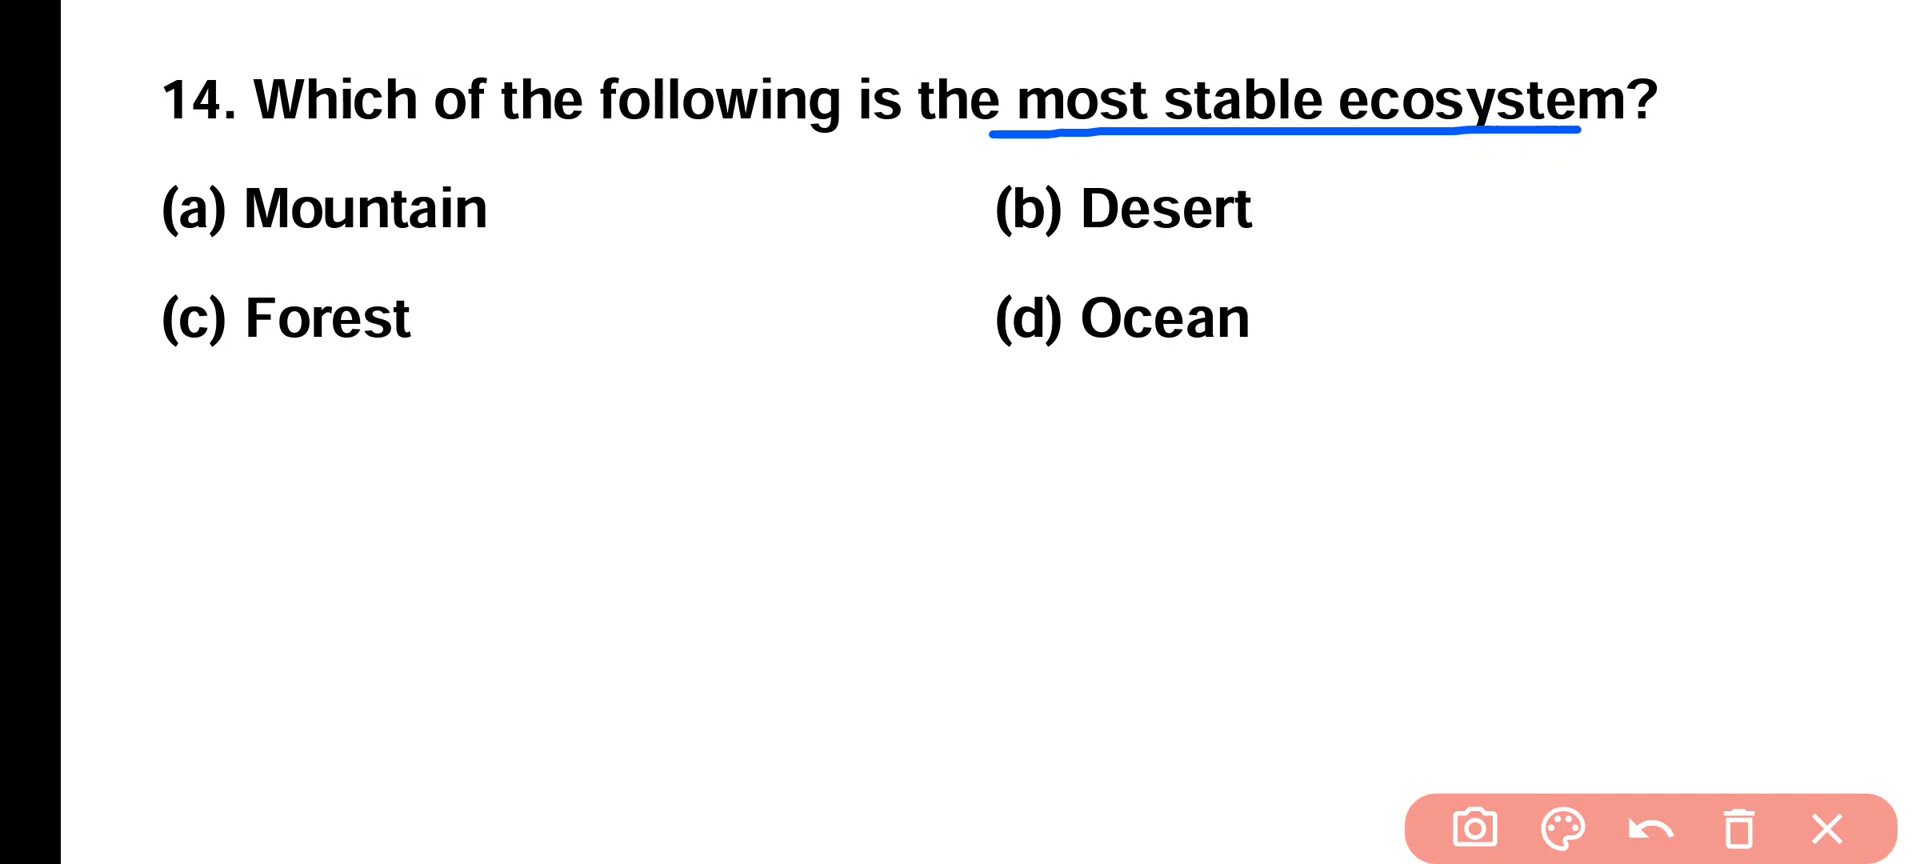 14. Which of the following is the most stable ecosystem?
(a) Mountain (b) Desert
(c) Forest (d) Ocean